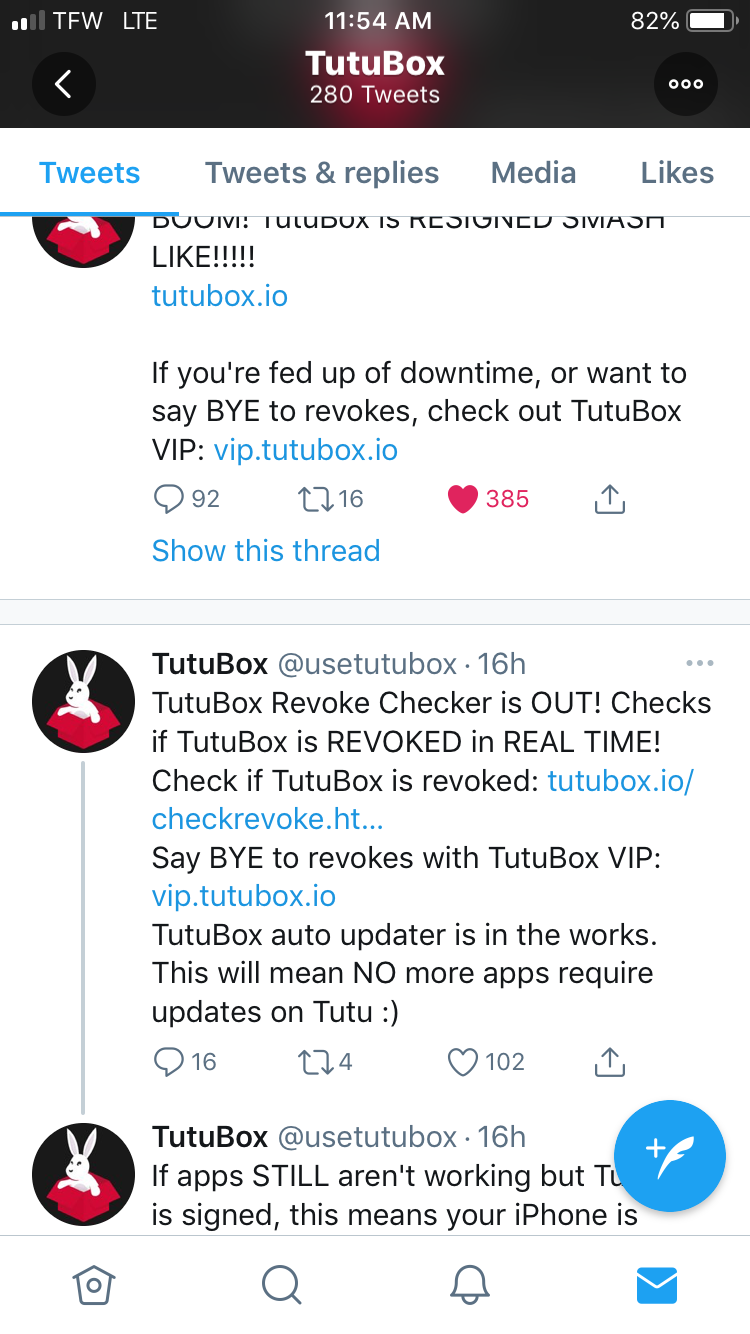 TFW LTE 11:54 AM 82%
TutuBox
280 Tweets
Tweets Tweets & replies Media Likes
BOOM! TutuBox is RESIGNED SMASH
LIKE!!!!!
tutubox.io
If you're fed up of downtime, or want to
say BYE to revokes, check out TutuBox
VIP: vip.tutubox.io
92 16 385
Show this thread
TutuBox @usetutubox · 16h
TutuBox Revoke Checker is OUT! Checks
if TutuBox is REVOKED in REAL TIME!
Check if TutuBox is revoked: tutubox.io/
checkrevoke.ht...
Say BYE to revokes with TutuBox VIP:
vip.tutubox.io
TutuBox auto updater is in the works.
This will mean NO more apps require
updates on Tutu :)
16 4 102
TutuBox @usetutubox · 16h
If apps STILL aren't working but
is signed, this means your iPhone is